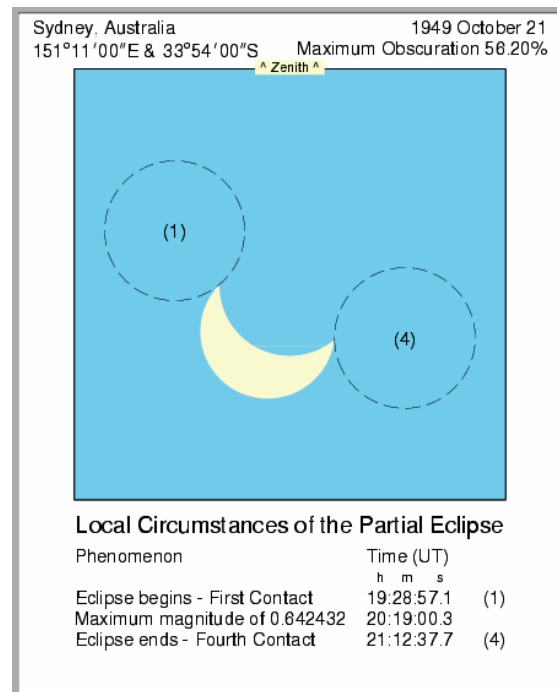 Sydney, Australia 1949 October 21
151°11′00″E & 33°54′00″S Maximum Obscuration 56.20%
^ Zenith ^
(1)
(4)
Local Circumstances of the Partial Eclipse
Phenomenon Time (UT)
h m s
Eclipse begins - First Contact 19:28:57.1 (1)
Maximum magnitude of 0.642432 20:19:00.3
Eclipse ends - Fourth Contact 21:12:37.7 (4)